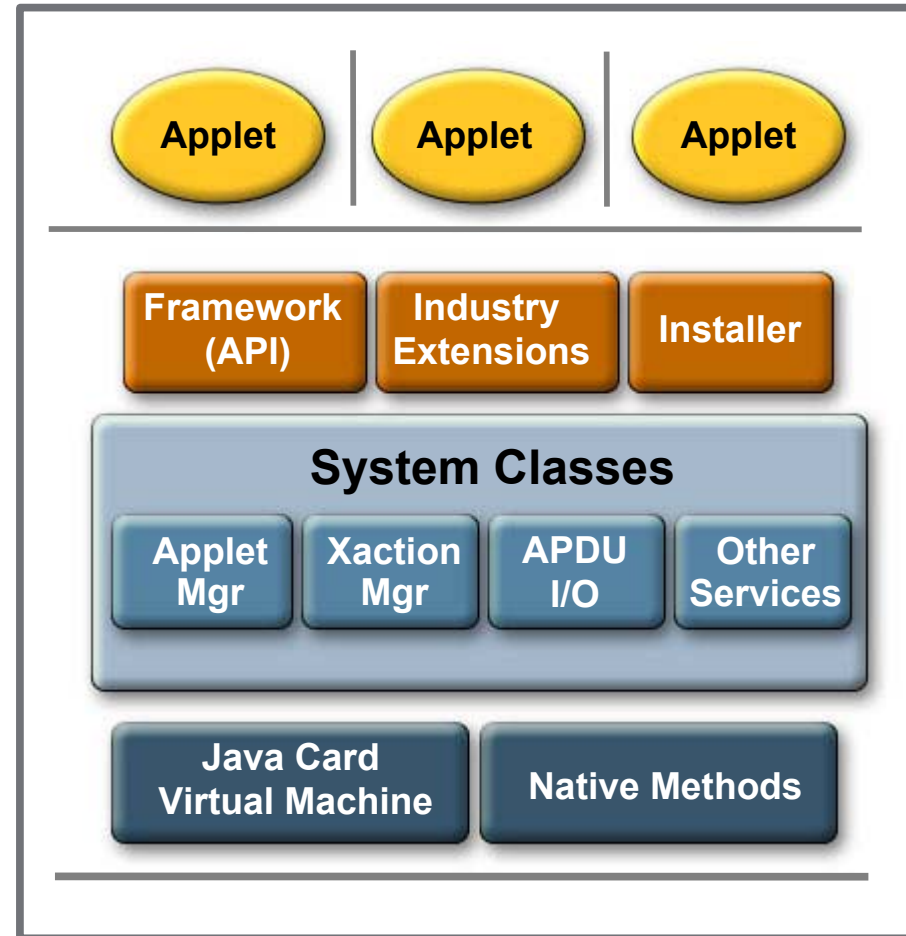 Applet
Applet
Applet
Framework
(API)
Industry
Extensions
Installer
System Classes
Applet
Mgr
Xaction
Mgr
APDU
I/O
Other
Services
Java Card
Virtual Machine
Native Methods